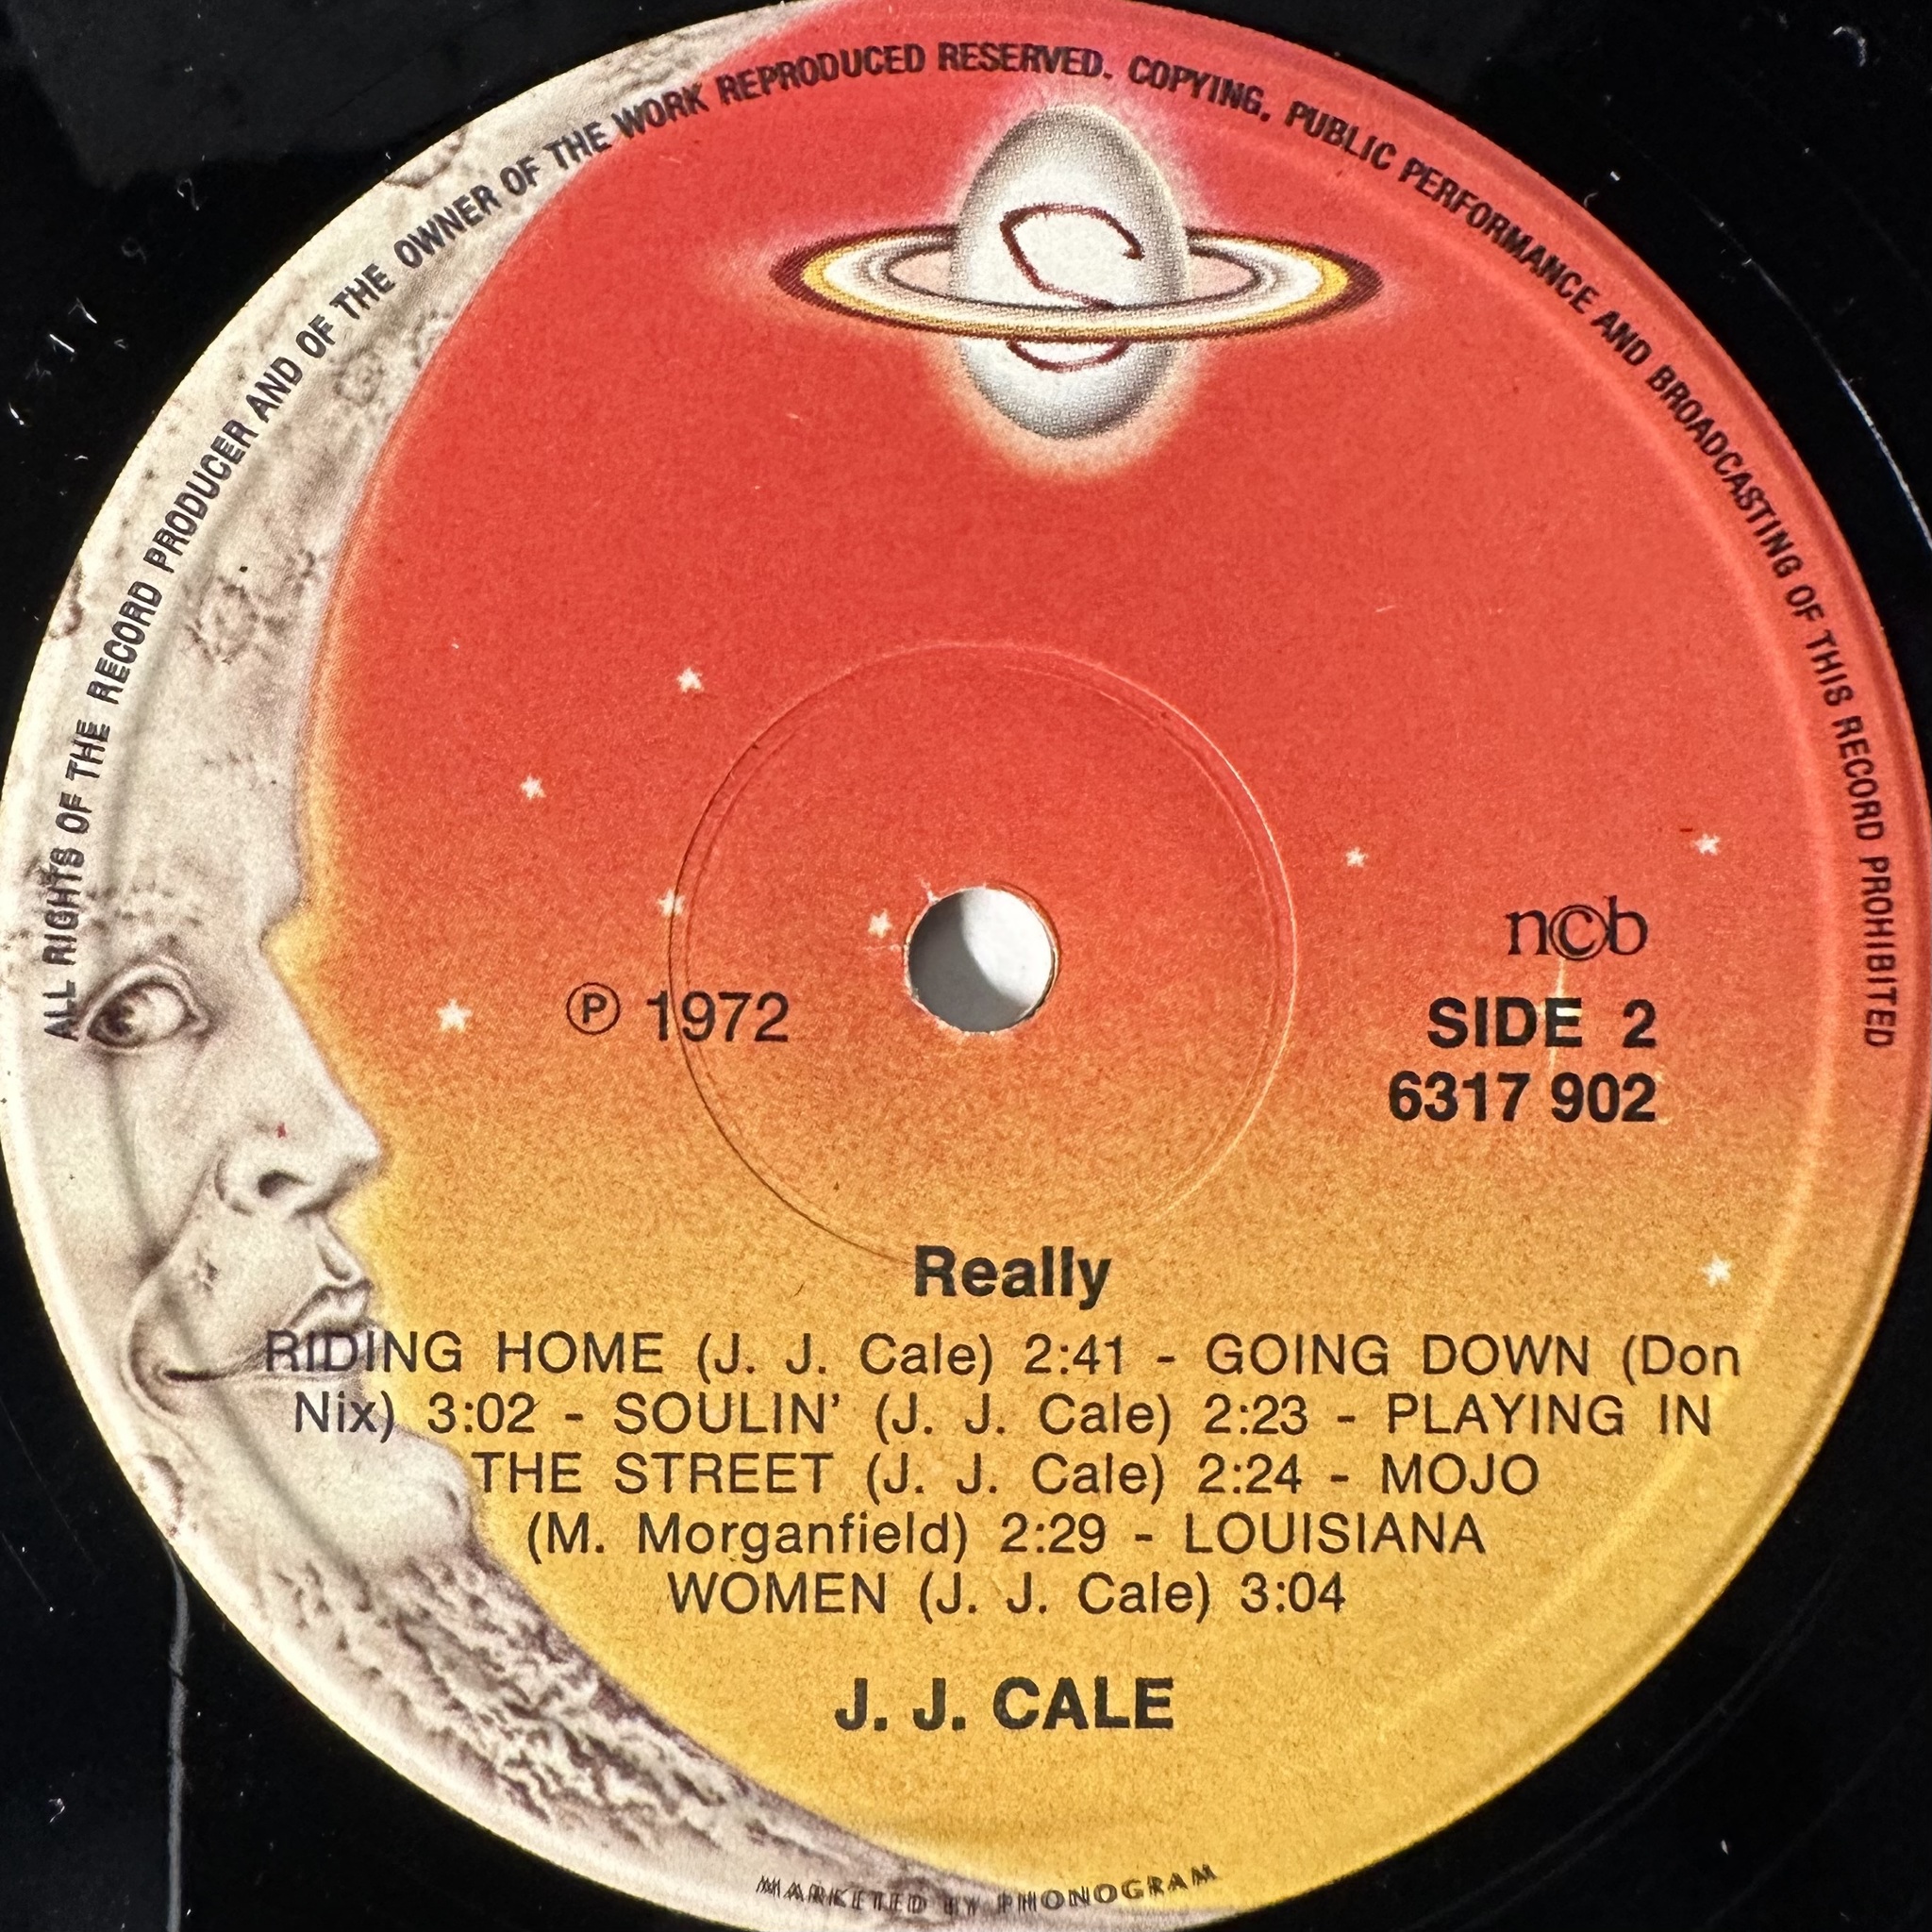 ALL RIGHTS OF THE RECORD PRODUCER AND OF THE OWNER OF THE WORK REPRODUCED RESERVED. COPYING, PUBLIC PERFORMANCE AND BROADCASTING OF THIS RECORD PROHIBITED
S
n©b
℗ 1972
SIDE 2
6317 902
Really
RIDING HOME (J. J. Cale) 2:41 - GOING DOWN (Don
Nix) 3:02 - SOULIN' (J. J. Cale) 2:23 - PLAYING IN
THE STREET (J. J. Cale) 2:24 - MOJO
(M. Morganfield) 2:29 - LOUISIANA
WOMEN (J. J. Cale) 3:04
J. J. CALE
MARKETED BY PHONOGRAM